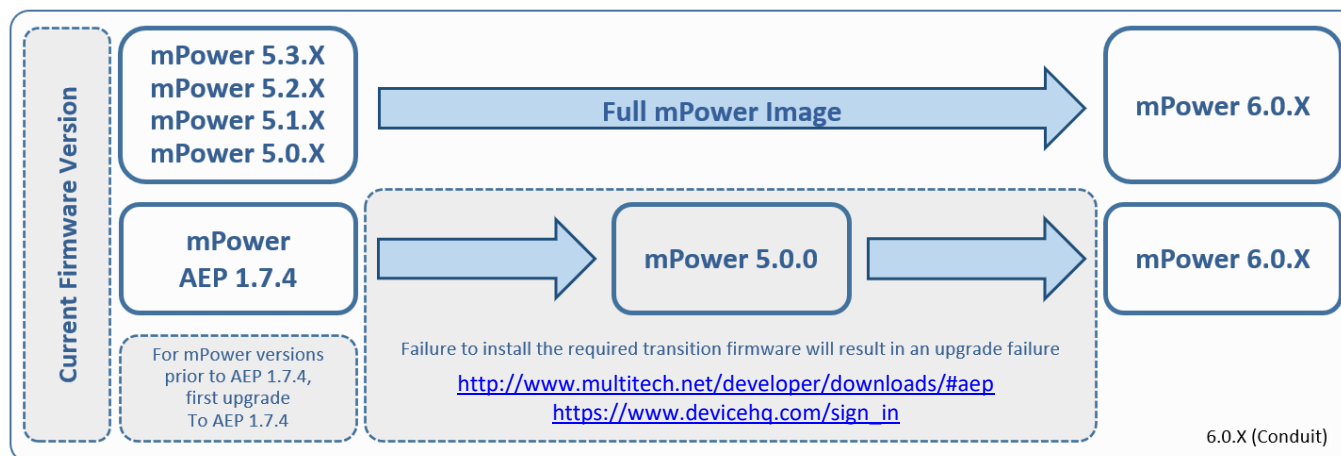 Current Firmware Version
mPower 5.3.X
mPower 5.2.X
mPower 5.1.X
mPower 5.0.X
Full mPower Image
mPower 6.0.X
mPower
AEP 1.7.4
mPower 5.0.0
mPower 6.0.X
For mPower versions
prior to AEP 1.7.4,
first upgrade
To AEP 1.7.4
Failure to install the required transition firmware will result in an upgrade failure
http://www.multitech.net/developer/downloads/#aep
https://www.devicehq.com/sign_in
6.0.X (Conduit)